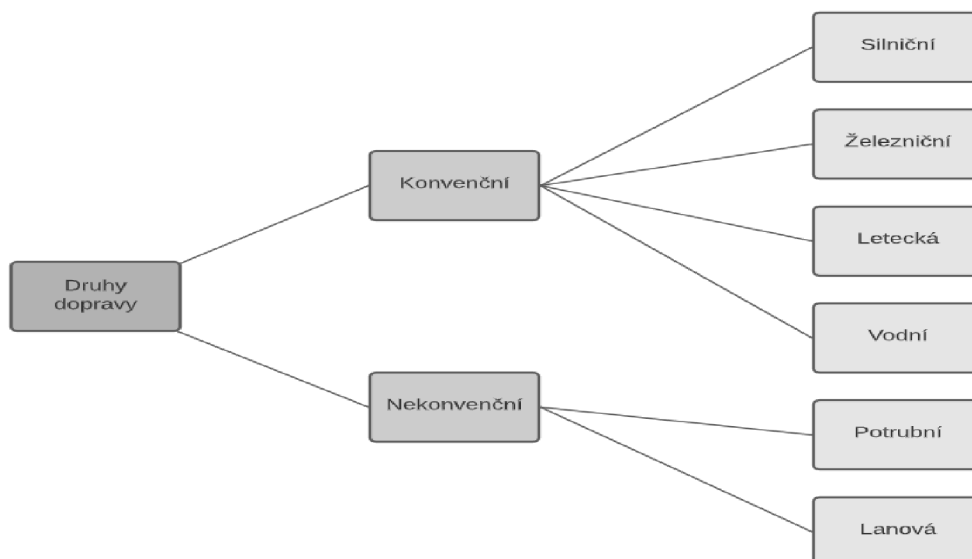 Druhy
dopravy
Konvenční
Nekonvenční
Silniční
Železniční
Letecká
Vodní
Potrubní
Lanová